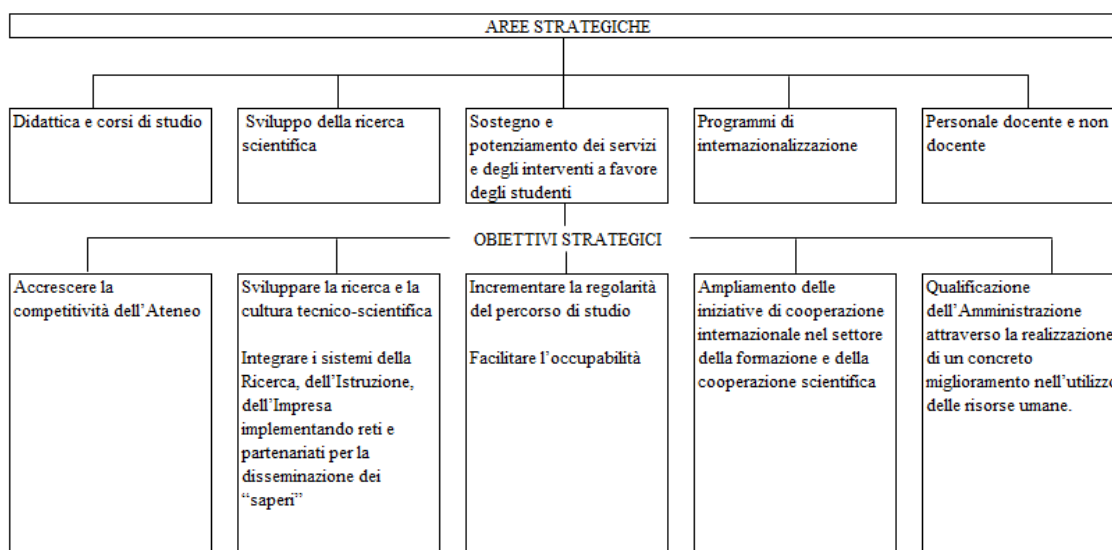 AREE STRATEGICHE
Didattica e corsi di studio
Sviluppo della ricerca
scientifica
Sostegno e
potenziamento dei servizi
e degli interventi a favore
degli studenti
Programmi di
internazionalizzazione
Personale docente e non
docente
OBIETTIVI STRATEGICI
Accrescere la
competitività dell'Ateneo
Sviluppare la ricerca e la
cultura tecnico-scientifica
Integrare i sistemi della
Ricerca, dell'Istruzione,
dell'Impresa
implementando reti e
partenariati per la
disseminazione dei
“saperi”
Incrementare la regolarità
del percorso di studio
Facilitare l'occupabilità
Ampliamento delle
iniziative di cooperazione
internazionale nel settore
della formazione e della
cooperazione scientifica
Qualificazione
dell'Amministrazione
attraverso la realizzazione
di un concreto
miglioramento nell'utilizzo
delle risorse umane.